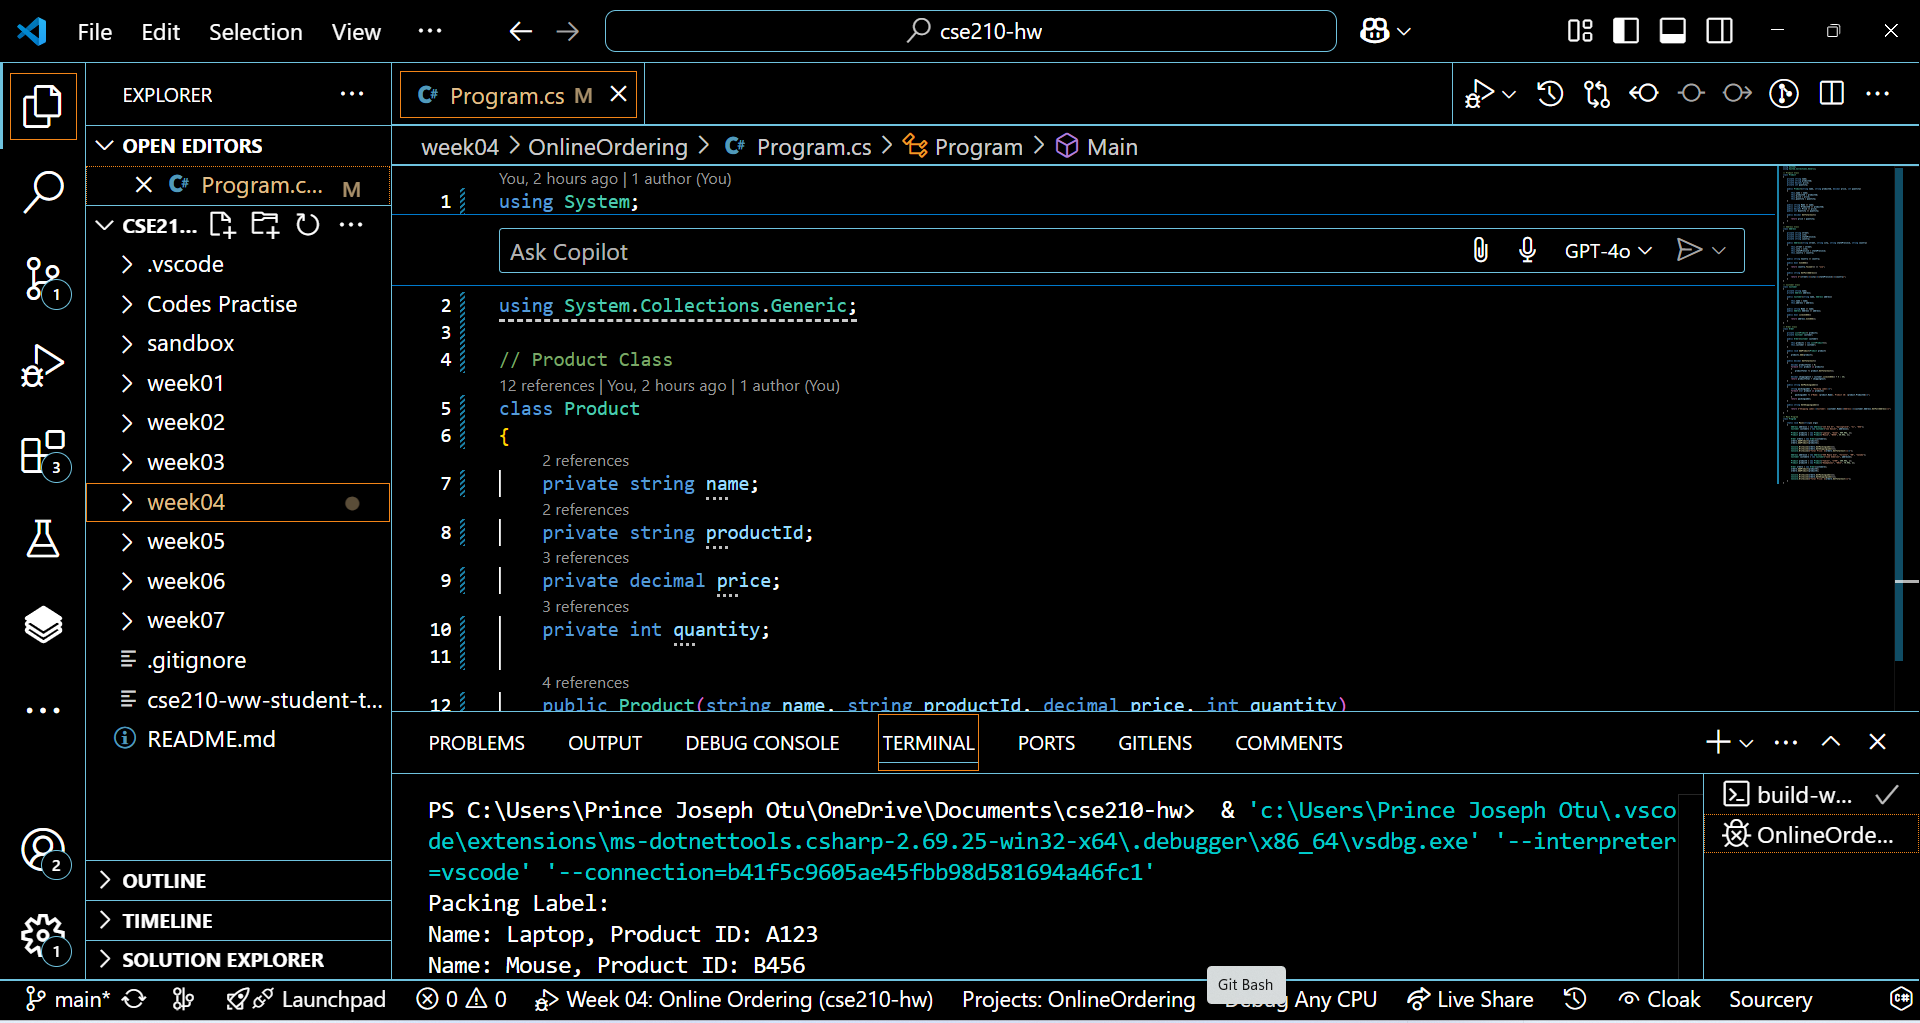 File Edit Selection View ··· cse210-hw
EXPLORER ···
OPEN EDITORS
Program.c... M
CSE21... ···
.vscode
Codes Practise
sandbox
week01
week02
week03
week04
week05
week06
week07
.gitignore
cse210-ww-student-t...
README.md
OUTLINE
TIMELINE
SOLUTION EXPLORER
1
3
2
1
C# Program.cs M
week04 > OnlineOrdering > C# Program.cs > Program > Main
You, 2 hours ago | 1 author (You)
1 using System;
Ask Copilot GPT-4o
2 using System.Collections.Generic;
3
4 // Product Class
12 references | You, 2 hours ago | 1 author (You)
5 class Product
6 {
2 references
7 private string name;
2 references
8 private string productId;
3 references
9 private decimal price;
3 references
10 private int quantity;
11
4 references
12 public Product(string name, string productId, decimal price, int quantity)
PROBLEMS OUTPUT DEBUG CONSOLE TERMINAL PORTS GITLENS COMMENTS
PS C:\Users\Prince Joseph Otu\OneDrive\Documents\cse210-hw> & 'c:\Users\Prince Joseph Otu\.vsco
de\extensions\ms-dotnettools.csharp-2.69.25-win32-x64\.debugger\x86_64\vsdbg.exe' '--interpreter
=vscode' '--connection=b41f5c9605ae45fbb98d581694a46fc1'
Packing Label:
Name: Laptop, Product ID: A123
Name: Mouse, Product ID: B456
build-w...
OnlineOrde...
Git Bash
main* Launchpad 0 0 Week 04: Online Ordering (cse210-hw) Projects: OnlineOrdering Debug Any CPU Live Share Cloak Sourcery